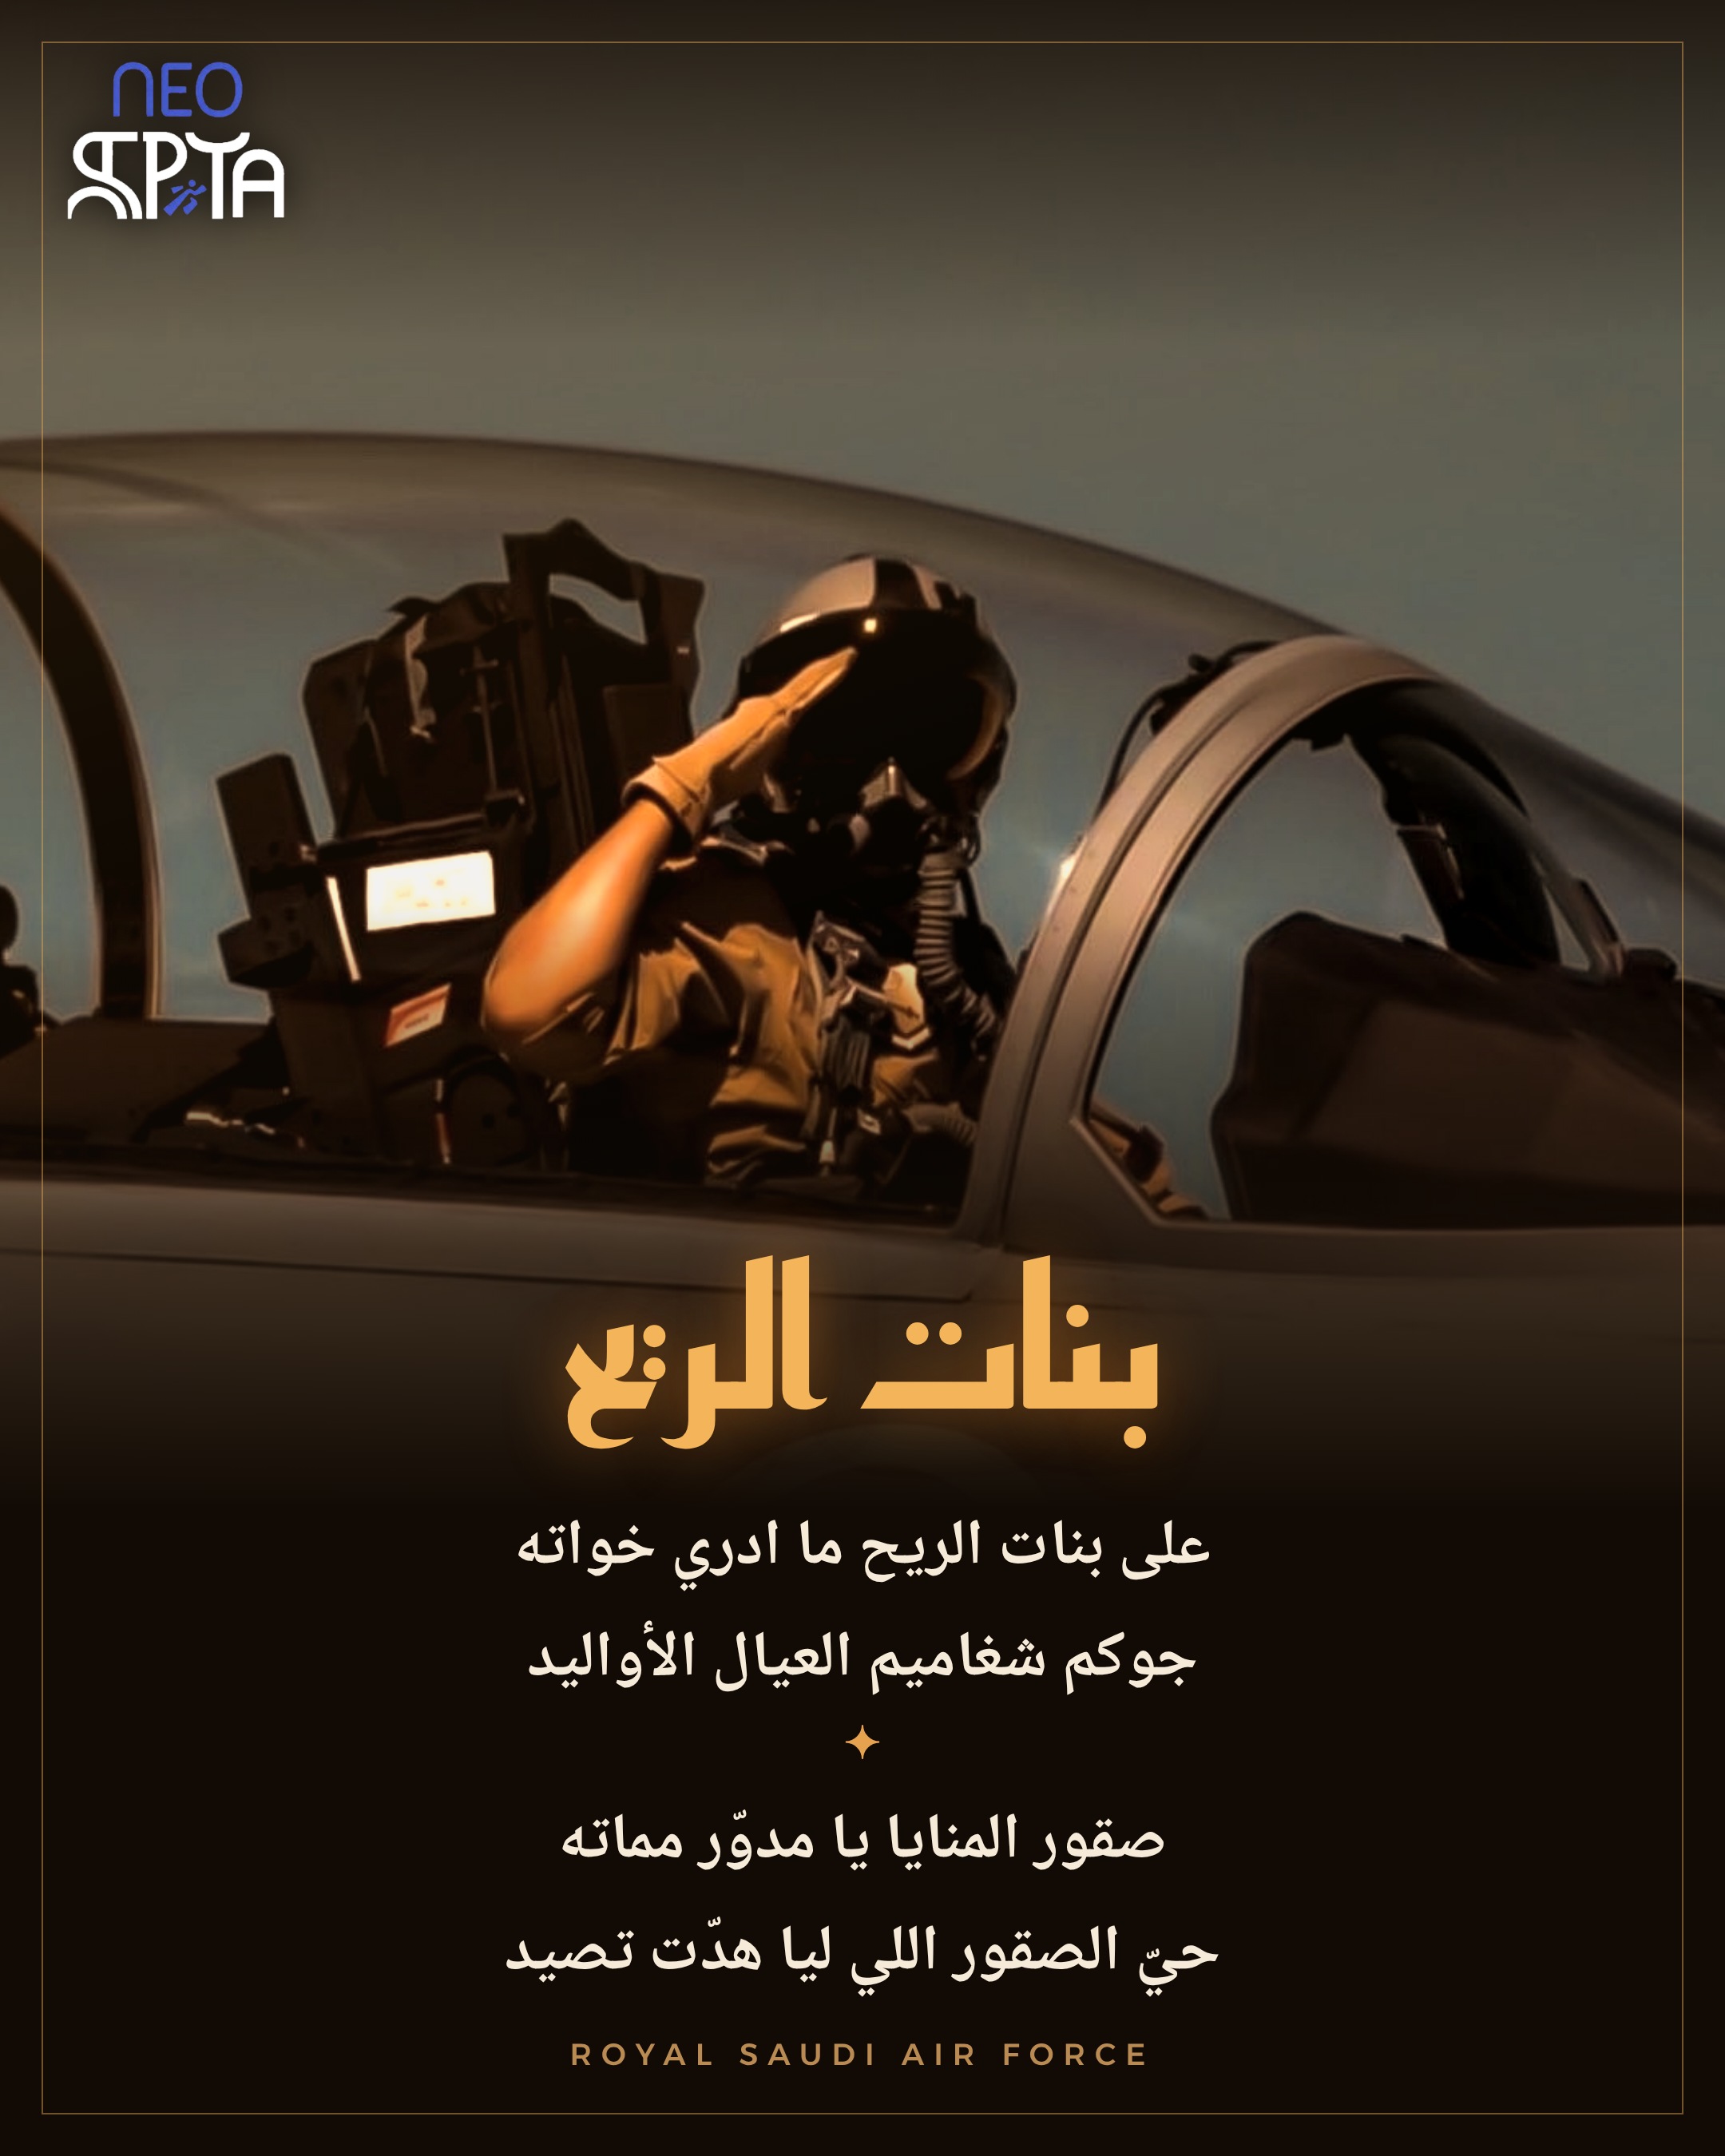 NEO
SPTA
بنات الريح
على بنات الريح ما ادري خواته
جوكم شغاميم العيال الأواليد
صقور المنايا يا مدوّر مماته
حيّ الصقور اللي ليا هدّت تصيد
ROYAL SAUDI AIR FORCE